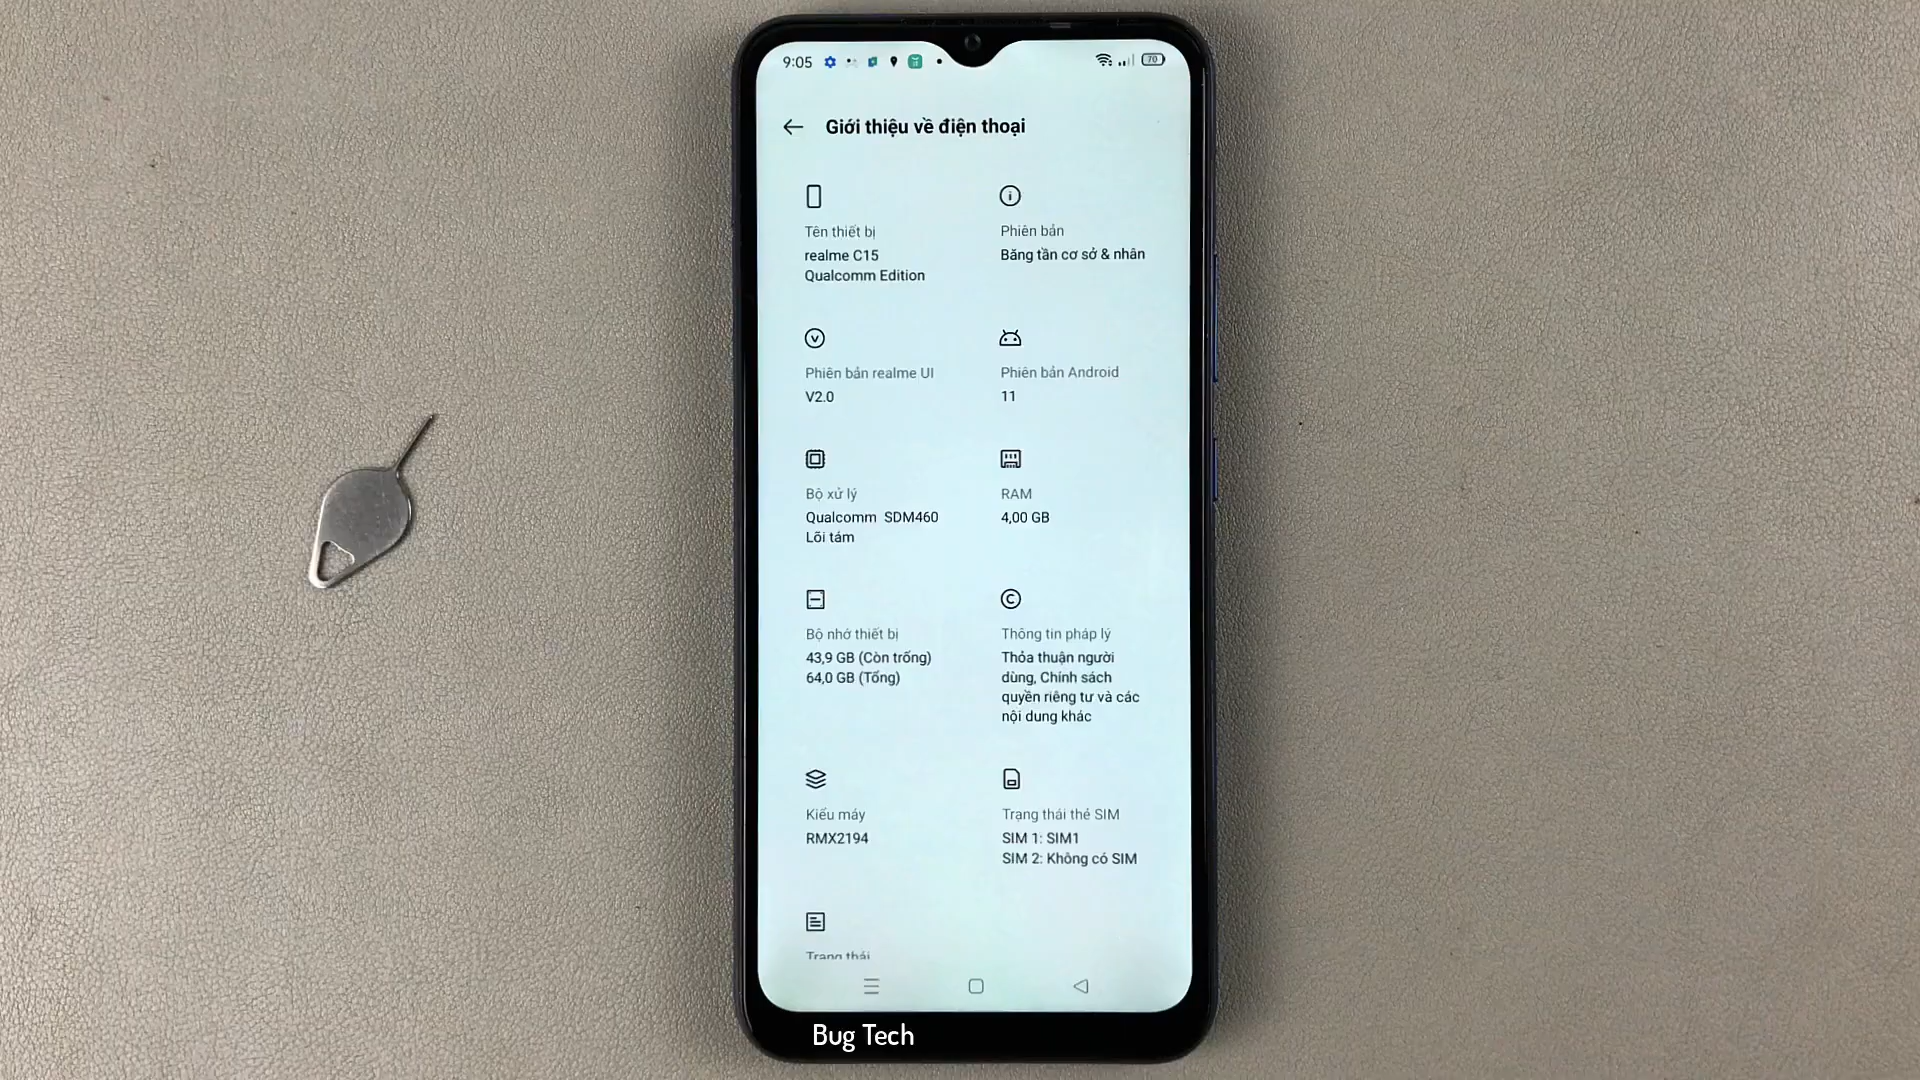 9:05
70
Giới thiệu về điện thoại
Tên thiết bị
realme C15
Qualcomm Edition
Phiên bản
Băng tần cơ sở & nhân
Phiên bản realme UI
V2.0
Phiên bản Android
11
Bộ xử lý
Qualcomm SDM460
Lõi tám
RAM
4,00 GB
Bộ nhớ thiết bị
43,9 GB (Còn trống)
64,0 GB (Tổng)
Thông tin pháp lý
Thỏa thuận người
dùng, Chính sách
quyền riêng tư và các
nội dung khác
Kiểu máy
RMX2194
Trạng thái thẻ SIM
SIM 1: SIM1
SIM 2: Không có SIM
Trạng thái
Bug Tech